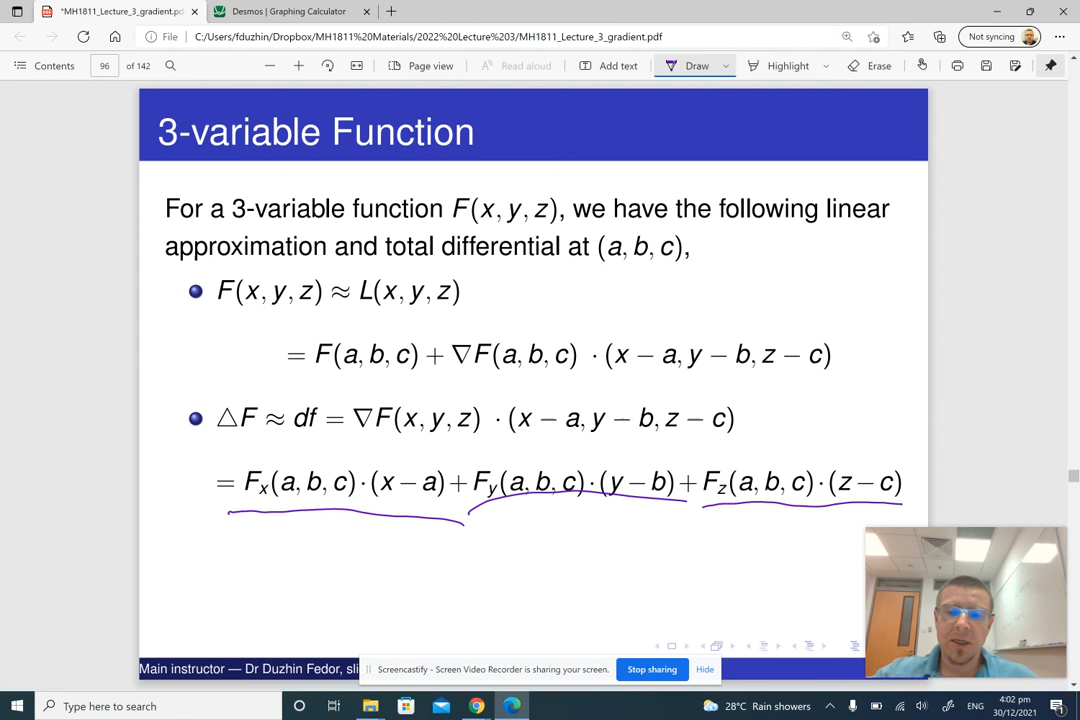 *MH1811_Lecture_3_gradient.pdf
Desmos | Graphing Calculator
File
C:/Users/fduzhin/Dropbox/MH1811%20Materials/2022%20Lecture%203/MH1811_Lecture_3_gradient.pdf
Not syncing
Contents
96 of 142
Page view
Read aloud
Add text
Draw
Highlight
Erase
3-variable Function
For a 3-variable function F(x, y, z), we have the following linear
approximation and total differential at (a, b, c),
F(x, y, z) ≈ L(x, y, z)
= F(a, b, c) + ∇F(a, b, c) · (x − a, y − b, z − c)
△F ≈ df = ∇F(x, y, z) · (x − a, y − b, z − c)
= Fx(a, b, c)·(x − a)+Fy(a, b, c)·(y − b)+Fz(a, b, c)·(z − c)
Main instructor — Dr Duzhin Fedor, sli
Screencastify - Screen Video Recorder is sharing your screen.
Stop sharing
Hide
Type here to search
28°C Rain showers
ENG
4:02 pm
30/12/2021
1